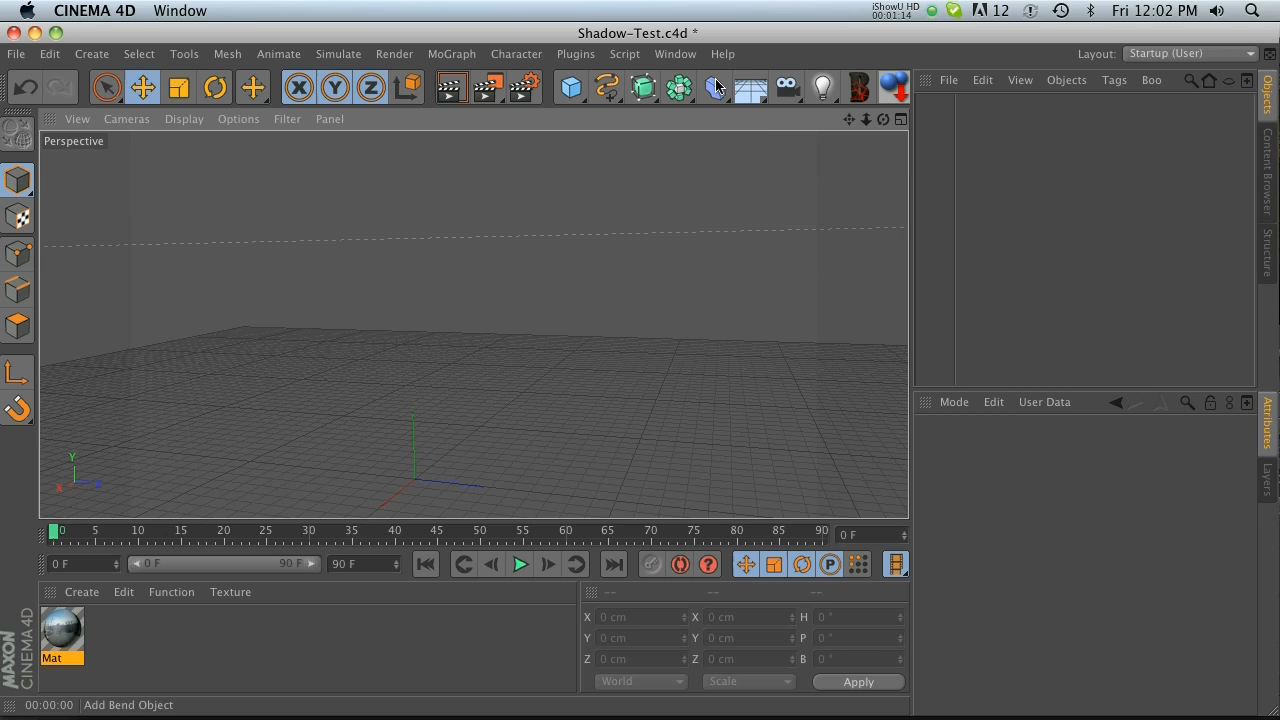 CINEMA 4D Window iShowU HD 00:01:14 12 Fri 12:02 PM
Shadow-Test.c4d *
File Edit Create Select Tools Mesh Animate Simulate Render MoGraph Character Plugins Script Window Help Layout: Startup (User)
X Y Z File Edit View Objects Tags Boo
View Cameras Display Options Filter Panel
Perspective
Objects
Content Browser
Structure
Mode Edit User Data
Attributes
Layers
Y
X Z
0 5 10 15 20 25 30 35 40 45 50 55 60 65 70 75 80 85 90 0 F
0 F 0 F 90 F 90 F ? P
Create Edit Function Texture -- -- --
X 0 cm X 0 cm H 0 °
Y 0 cm Y 0 cm P 0 °
Z 0 cm Z 0 cm B 0 °
Mat
World Scale Apply
MAXON
CINEMA 4D
00:00:00 Add Bend Object